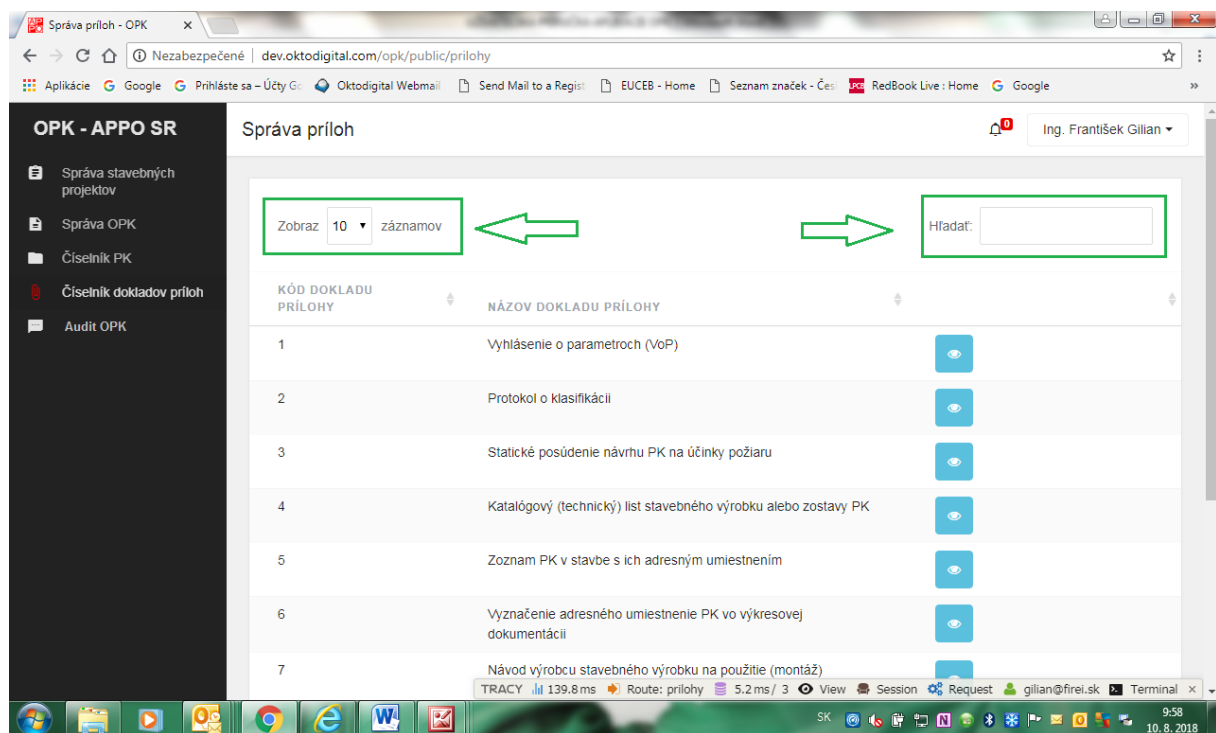 Správa príloh - OPK
Nezabezpečené | dev.oktodigital.com/opk/public/prilohy
Aplikácie Google Prihláste sa – Účty Go Oktodigital Webmail Send Mail to a Regist EUCEB - Home Seznam značek - Čes RedBook Live : Home Google »
OPK - APPO SR
Správa príloh
0
Ing. František Gilian
Správa stavebných
projektov
Správa OPK
Číselník PK
Číselník dokladov príloh
Audit OPK
Zobraz 10 záznamov
Hľadať:
KÓD DOKLADU
PRÍLOHY
NÁZOV DOKLADU PRÍLOHY
1 Vyhlásenie o parametroch (VoP)
2 Protokol o klasifikácii
3 Statické posúdenie návrhu PK na účinky požiaru
4 Katalógový (technický) list stavebného výrobku alebo zostavy PK
5 Zoznam PK v stavbe s ich adresným umiestnením
6 Vyznačenie adresného umiestnenie PK vo výkresovej
dokumentácii
7 Návod výrobcu stavebného výrobku na použitie (montáž)
TRACY 139.8 ms Route: prilohy 5.2 ms / 3 View Session Request gilian@firei.sk Terminal ×
SK
9:58
10. 8. 2018